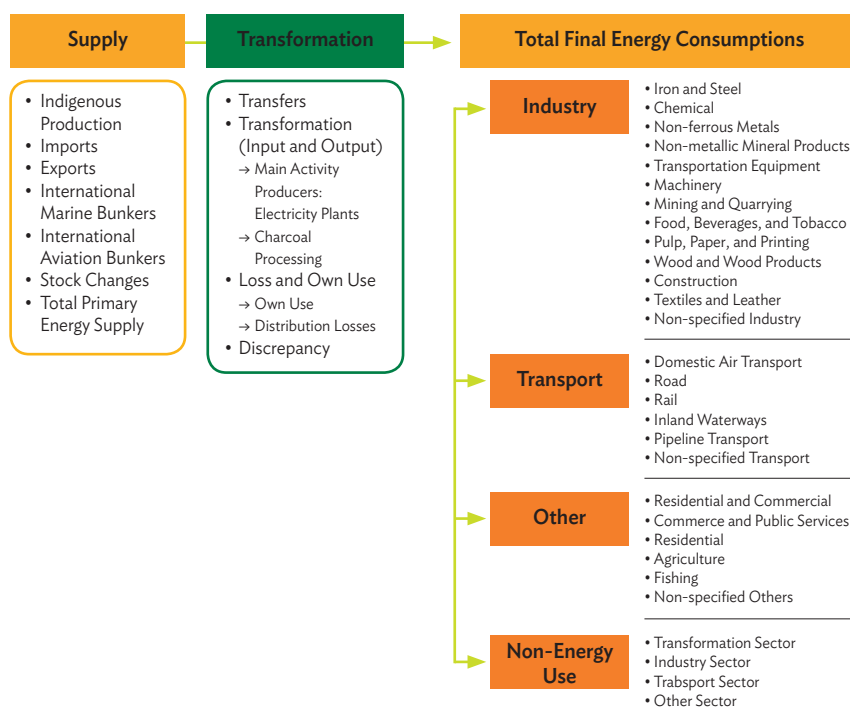 Supply
Transformation
Total Final Energy Consumptions
• Indigenous
Production
• Imports
• Exports
• International
Marine Bunkers
• International
Aviation Bunkers
• Stock Changes
• Total Primary
Energy Supply
• Transfers
• Transformation
(Input and Output)
→ Main Activity
Producers:
Electricity Plants
→ Charcoal
Processing
• Loss and Own Use
→ Own Use
→ Distribution Losses
• Discrepancy
Industry
• Iron and Steel
• Chemical
• Non-ferrous Metals
• Non-metallic Mineral Products
• Transportation Equipment
• Machinery
• Mining and Quarrying
• Food, Beverages, and Tobacco
• Pulp, Paper, and Printing
• Wood and Wood Products
• Construction
• Textiles and Leather
• Non-specified Industry
Transport
• Domestic Air Transport
• Road
• Rail
• Inland Waterways
• Pipeline Transport
• Non-specified Transport
Other
• Residential and Commercial
• Commerce and Public Services
• Residential
• Agriculture
• Fishing
• Non-specified Others
Non-Energy
Use
• Transformation Sector
• Industry Sector
• Trabsport Sector
• Other Sector